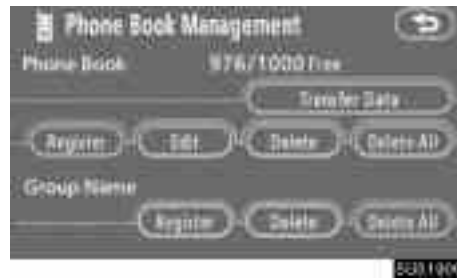 Phone Book Management
Phone Book 976/1000 Free
Transfer Data
Register Edit Delete Delete All
Group Name
Register Delete Delete All